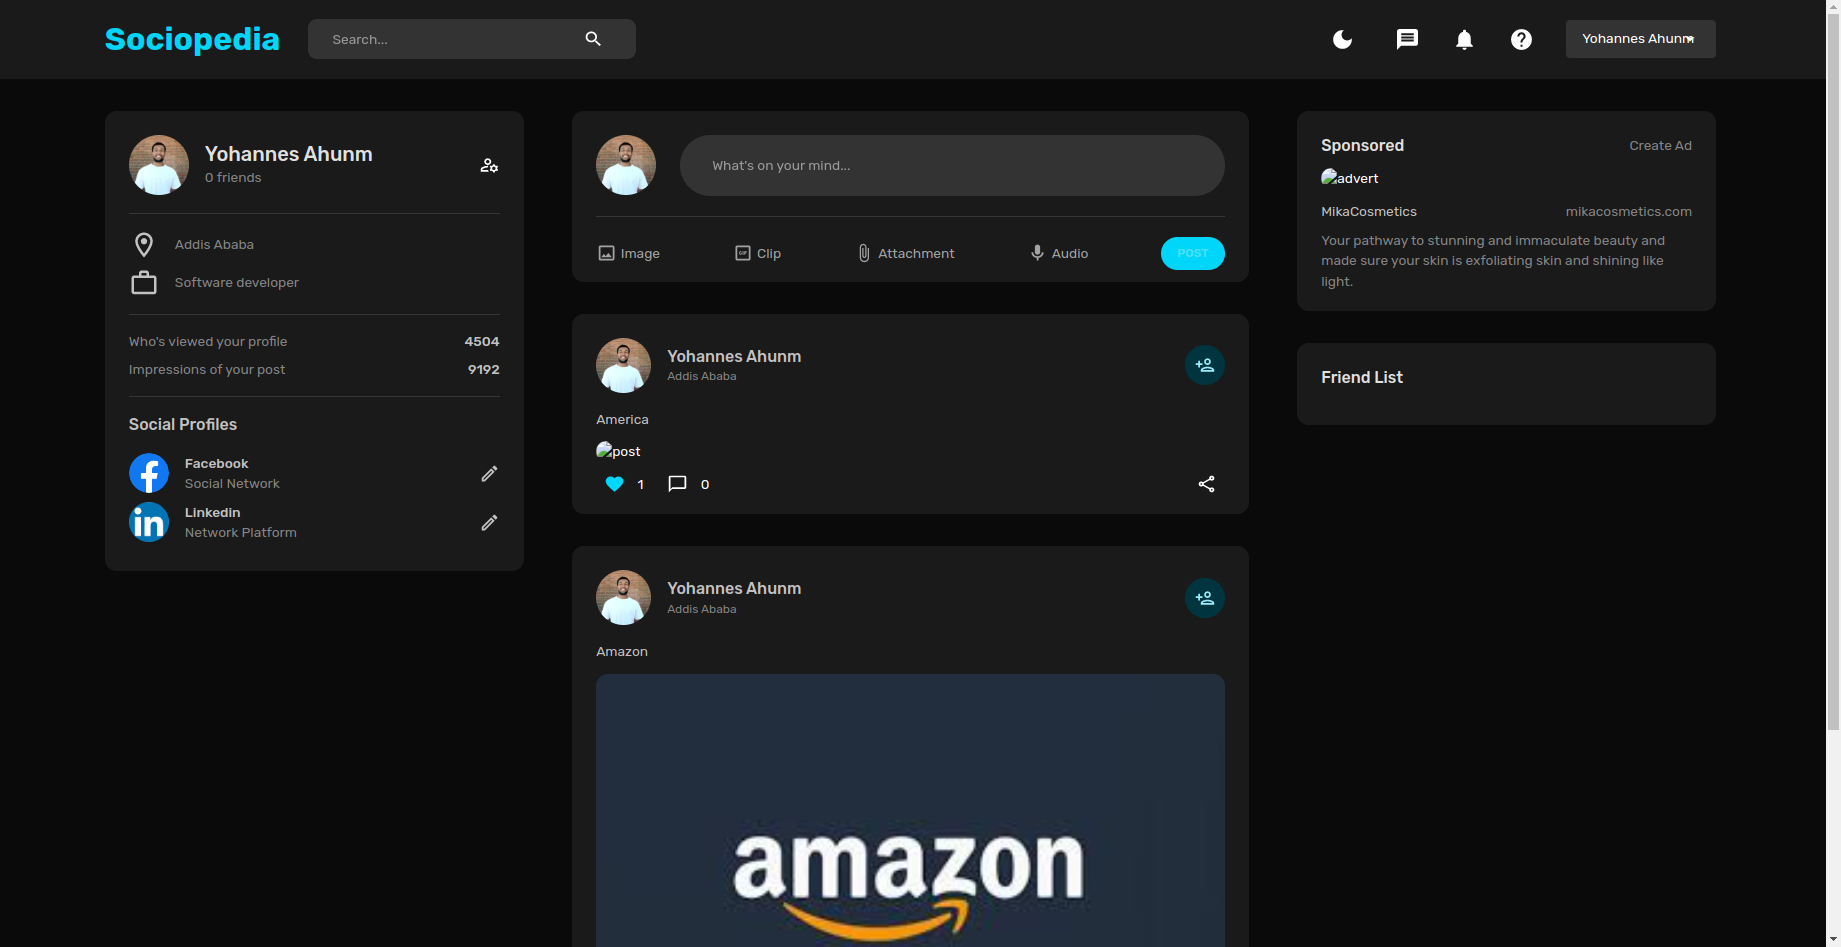 Sociopedia
Search...
Yohannes Ahunm
Yohannes Ahunm
0 friends
Addis Ababa
Software developer
Who's viewed your profile 4504
Impressions of your post 9192
Social Profiles
Facebook
Social Network
Linkedin
Network Platform
What's on your mind...
Image Clip Attachment Audio POST
Yohannes Ahunm
Addis Ababa
America
post
1 0
Yohannes Ahunm
Addis Ababa
Amazon
amazon
Sponsored Create Ad
advert
MikaCosmetics mikacosmetics.com
Your pathway to stunning and immaculate beauty and
made sure your skin is exfoliating skin and shining like
light.
Friend List